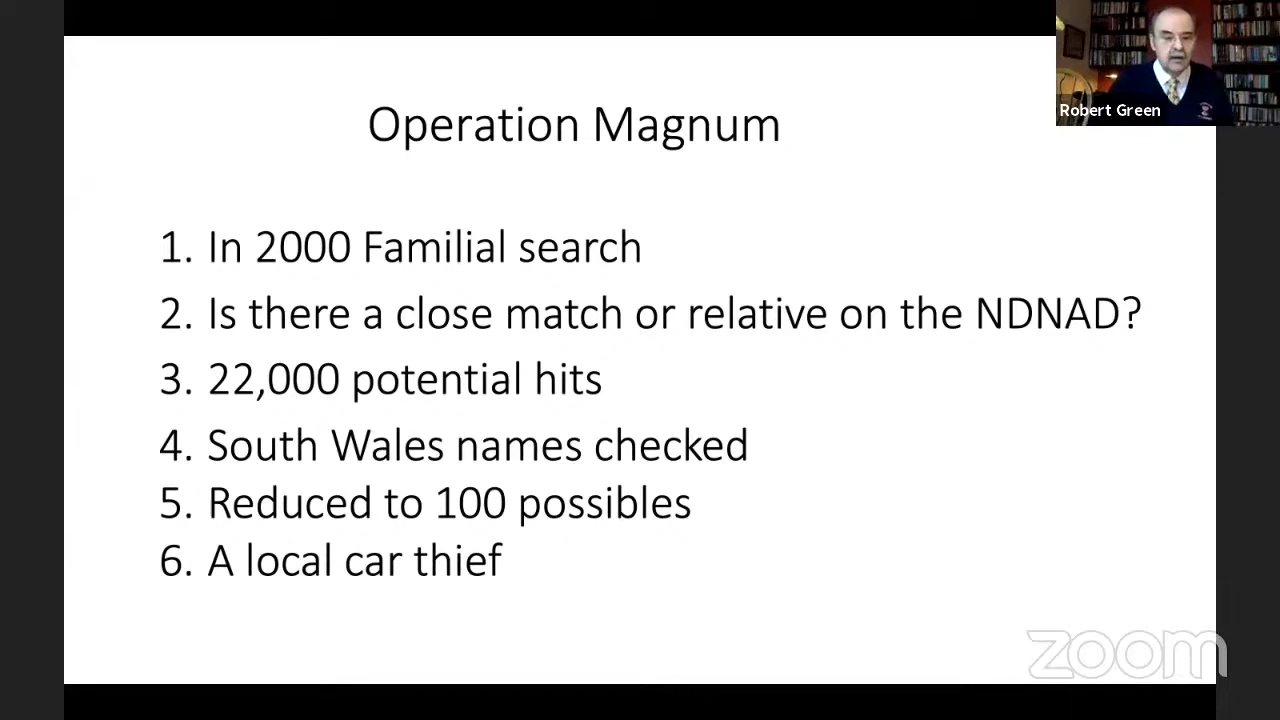 Robert Green
Operation Magnum
1. In 2000 Familial search
2. Is there a close match or relative on the NDNAD?
3. 22,000 potential hits
4. South Wales names checked
5. Reduced to 100 possibles
6. A local car thief
zoom